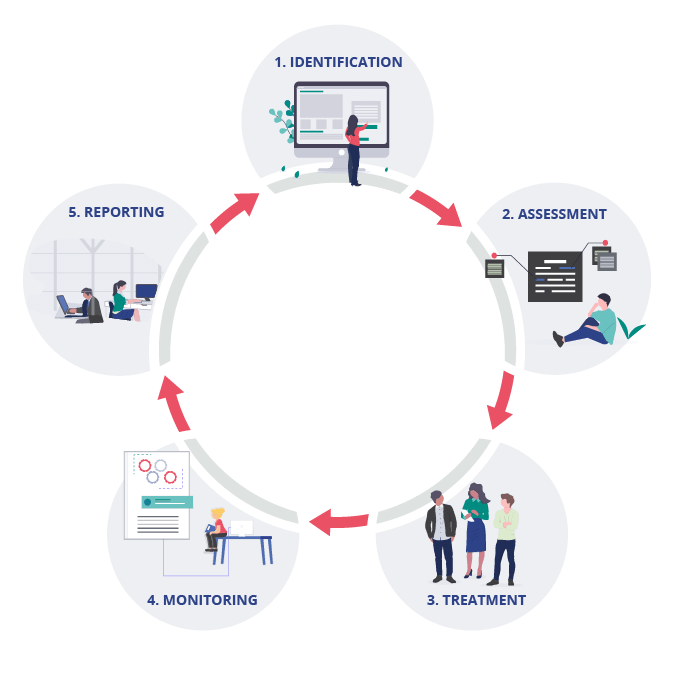 1. IDENTIFICATION
2. ASSESSMENT
3. TREATMENT
4. MONITORING
5. REPORTING